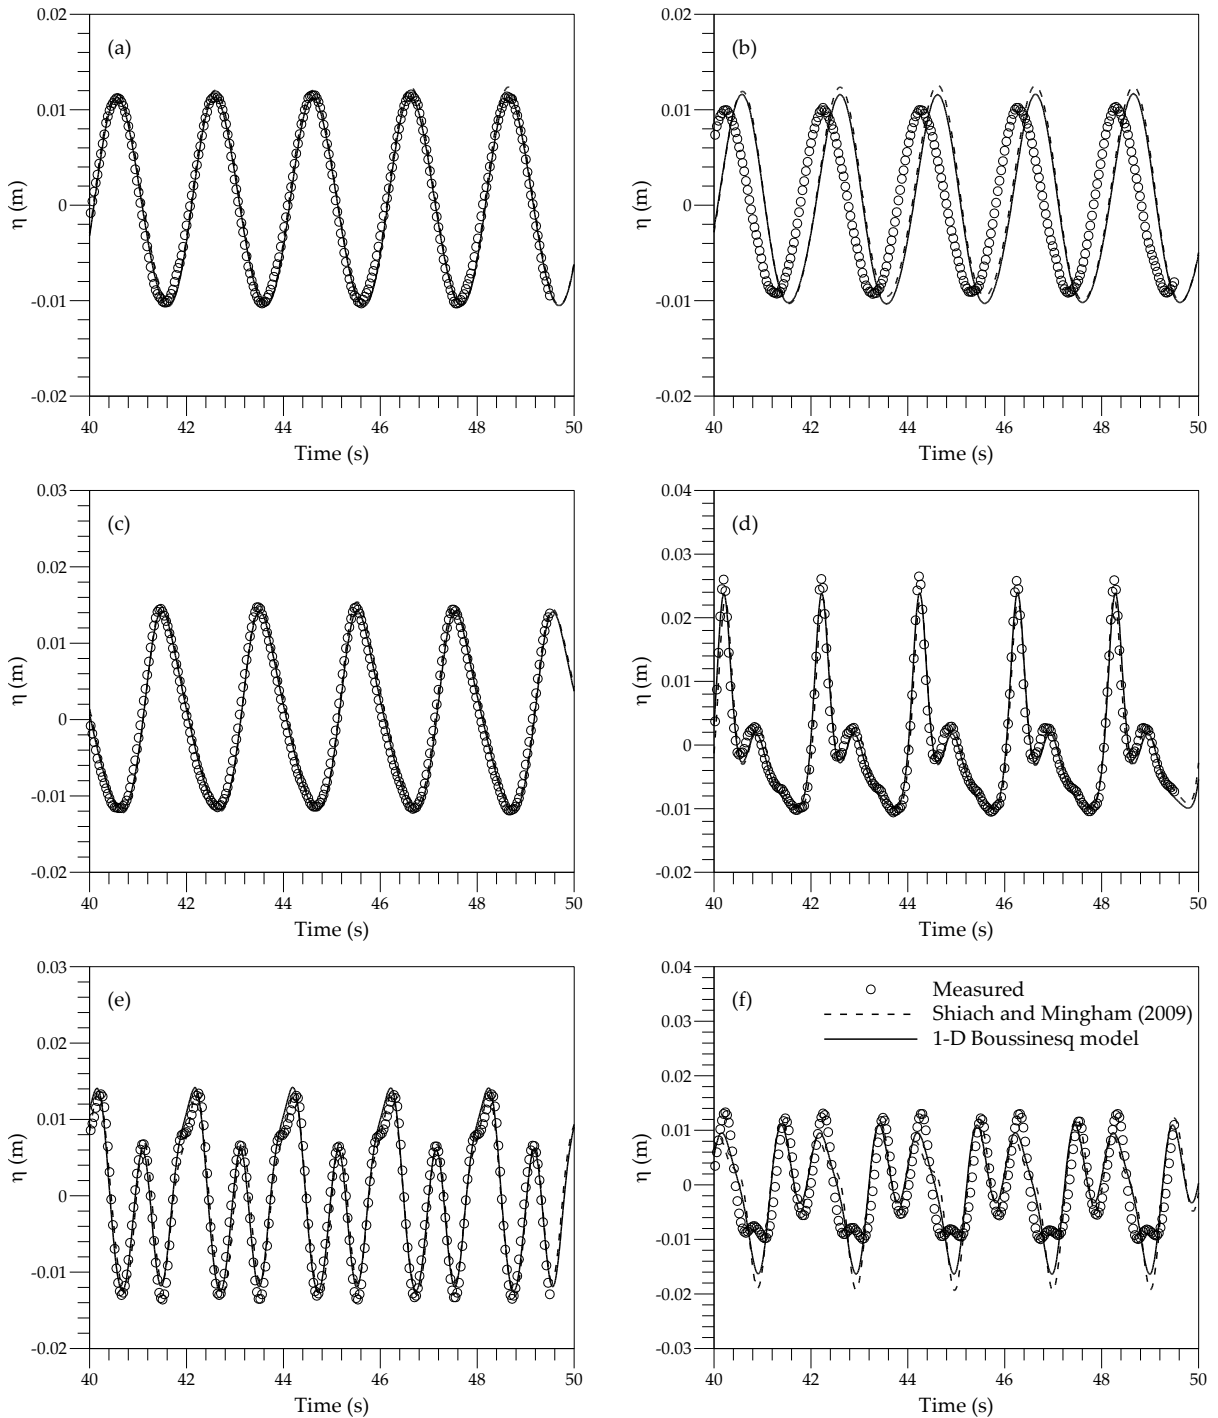 0.02
0.01
0
-0.01
-0.02
η (m)
(a)
40 42 44 46 48 50
Time (s)
0.02
0.01
0
-0.01
-0.02
η (m)
(b)
40 42 44 46 48 50
Time (s)
0.03
0.02
0.01
0
-0.01
-0.02
η (m)
(c)
40 42 44 46 48 50
Time (s)
0.04
0.03
0.02
0.01
0
-0.01
-0.02
η (m)
(d)
40 42 44 46 48 50
Time (s)
0.03
0.02
0.01
0
-0.01
-0.02
η (m)
(e)
40 42 44 46 48 50
Time (s)
0.04
0.03
0.02
0.01
0
-0.01
-0.02
-0.03
η (m)
(f)
Measured
Shiach and Mingham (2009)
1-D Boussinesq model
40 42 44 46 48 50
Time (s)